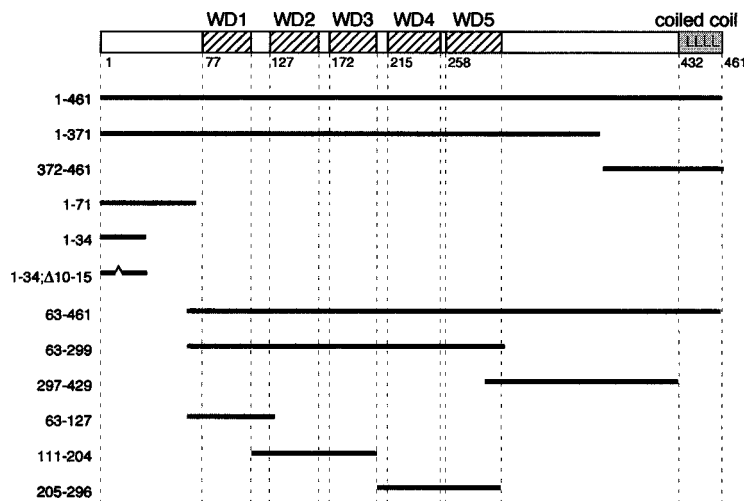 WD1 WD2 WD3 WD4 WD5 coiled coil
LLLL
1 77 127 172 215 258 432 461
1-461
1-371
372-461
1-71
1-34
1-34;Δ10-15
63-461
63-299
297-429
63-127
111-204
205-296